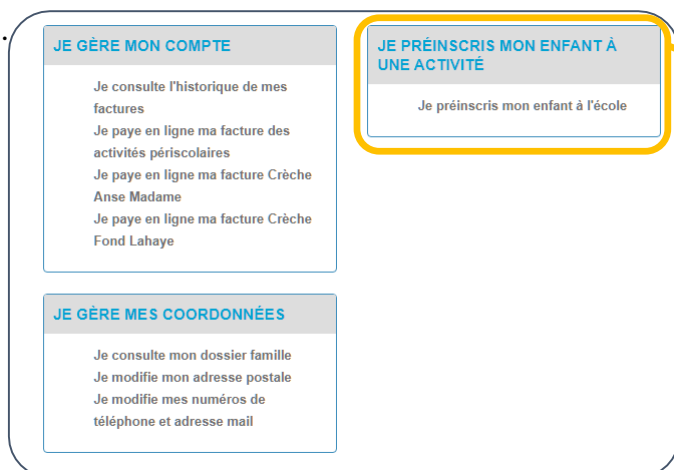 JE GÈRE MON COMPTE
Je consulte l'historique de mes
factures
Je paye en ligne ma facture des
activités périscolaires
Je paye en ligne ma facture Crèche
Anse Madame
Je paye en ligne ma facture Crèche
Fond Lahaye
JE PRÉINSCRIS MON ENFANT À
UNE ACTIVITÉ
Je préinscris mon enfant à l'école
JE GÈRE MES COORDONNÉES
Je consulte mon dossier famille
Je modifie mon adresse postale
Je modifie mes numéros de
téléphone et adresse mail